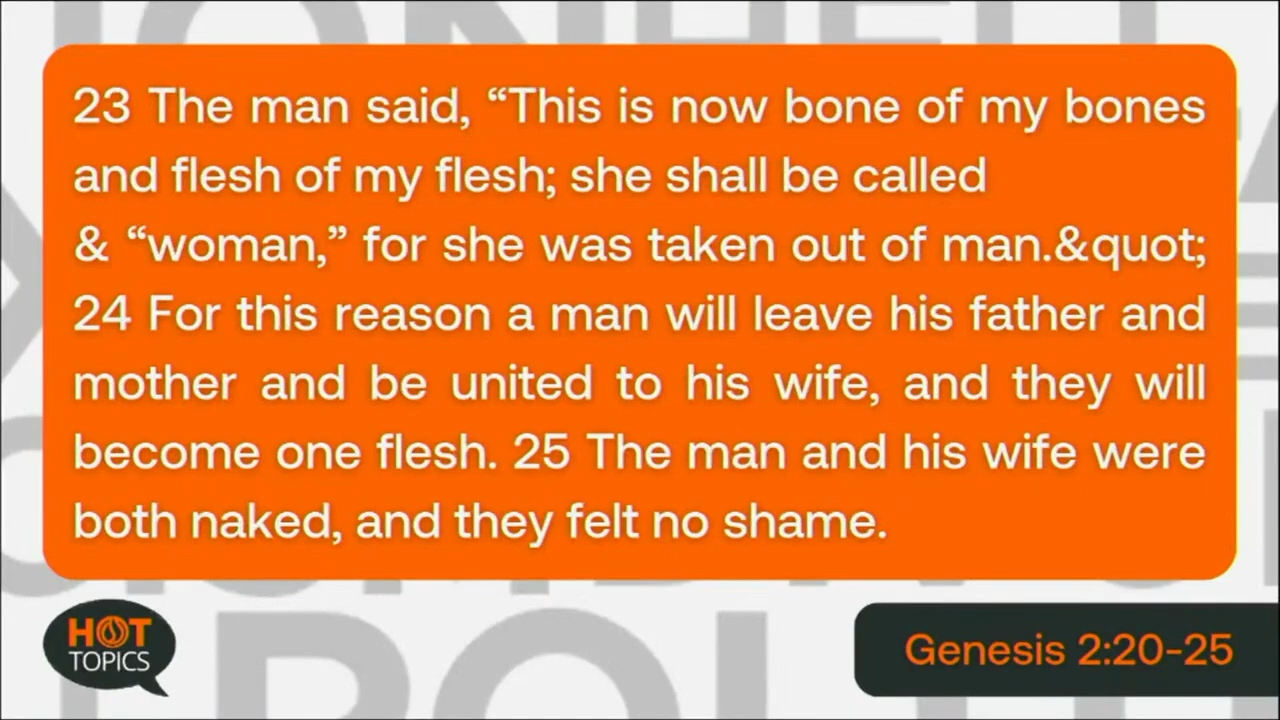 23 The man said, “This is now bone of my bones
and flesh of my flesh; she shall be called
& “woman,” for she was taken out of man.&quot;
24 For this reason a man will leave his father and
mother and be united to his wife, and they will
become one flesh. 25 The man and his wife were
both naked, and they felt no shame.
HOT
TOPICS
Genesis 2:20-25